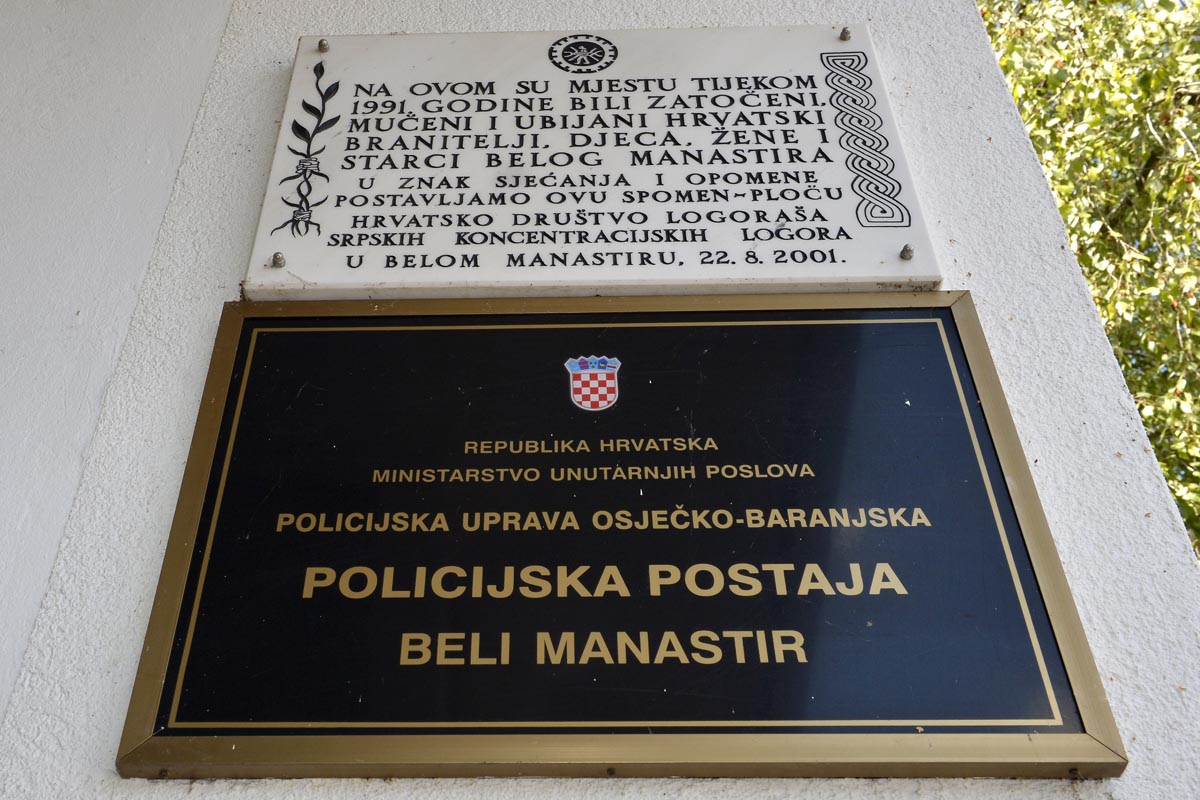 NA OVOM SU MJESTU TIJEKOM
1991. GODINE BILI ZATOČENI,
MUČENI I UBIJANI HRVATSKI
BRANITELJI, DJECA, ŽENE I
STARCI BELOG MANASTIRA
U ZNAK SJEĆANJA I OPOMENE
POSTAVLJAMO OVU SPOMEN-PLOČU
HRVATSKO DRUŠTVO LOGORAŠA
SRPSKIH KONCENTRACIJSKIH LOGORA
U BELOM MANASTIRU, 22. 8. 2001.
REPUBLIKA HRVATSKA
MINISTARSTVO UNUTARNJIH POSLOVA
POLICIJSKA UPRAVA OSJEČKO-BARANJSKA
POLICIJSKA POSTAJA
BELI MANASTIR